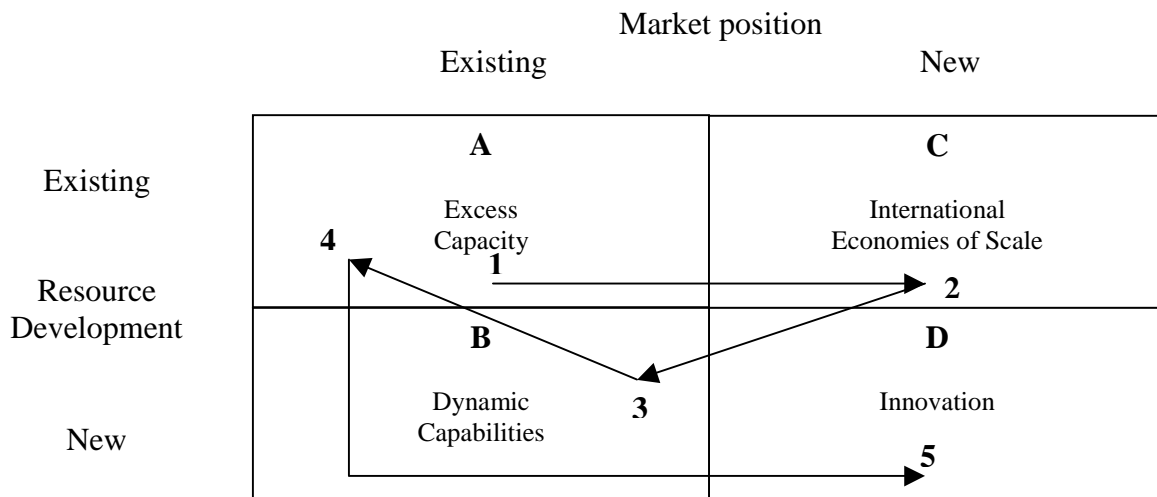 Market position
Existing New
A C
Existing
Excess International
4 Capacity Economies of Scale
1 2
Resource
Development
B D
3
Dynamic Innovation
Capabilities
New
5